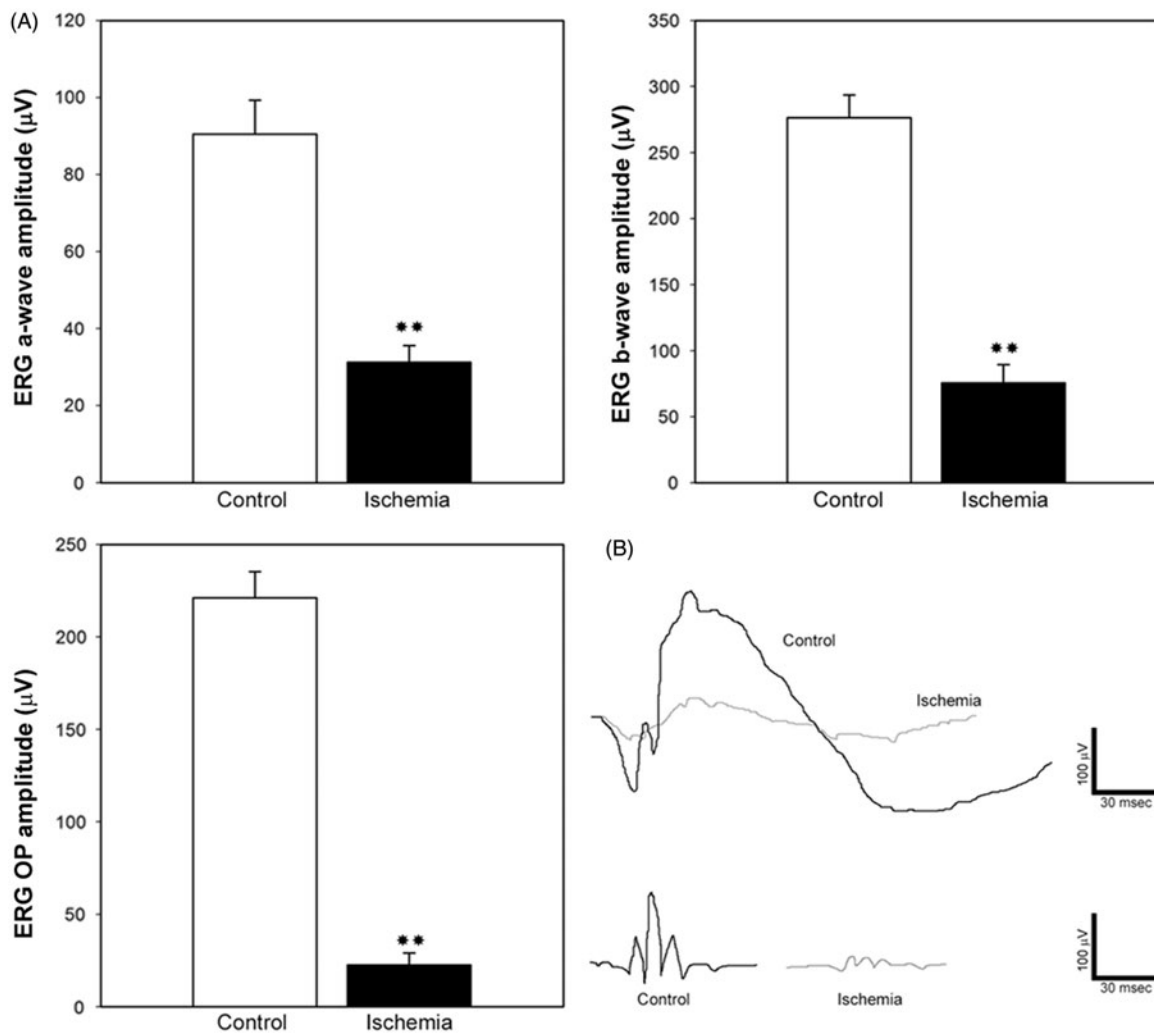 (A)
ERG a-wave amplitude (µV)
120
100
80
60
40
20
0
**
Control Ischemia
ERG b-wave amplitude (µV)
350
300
250
200
150
100
50
0
**
Control Ischemia
ERG OP amplitude (µV)
250
200
150
100
50
0
**
Control Ischemia
(B)
Control
Ischemia
100 µV
30 msec
Control
Ischemia
100 µV
30 msec